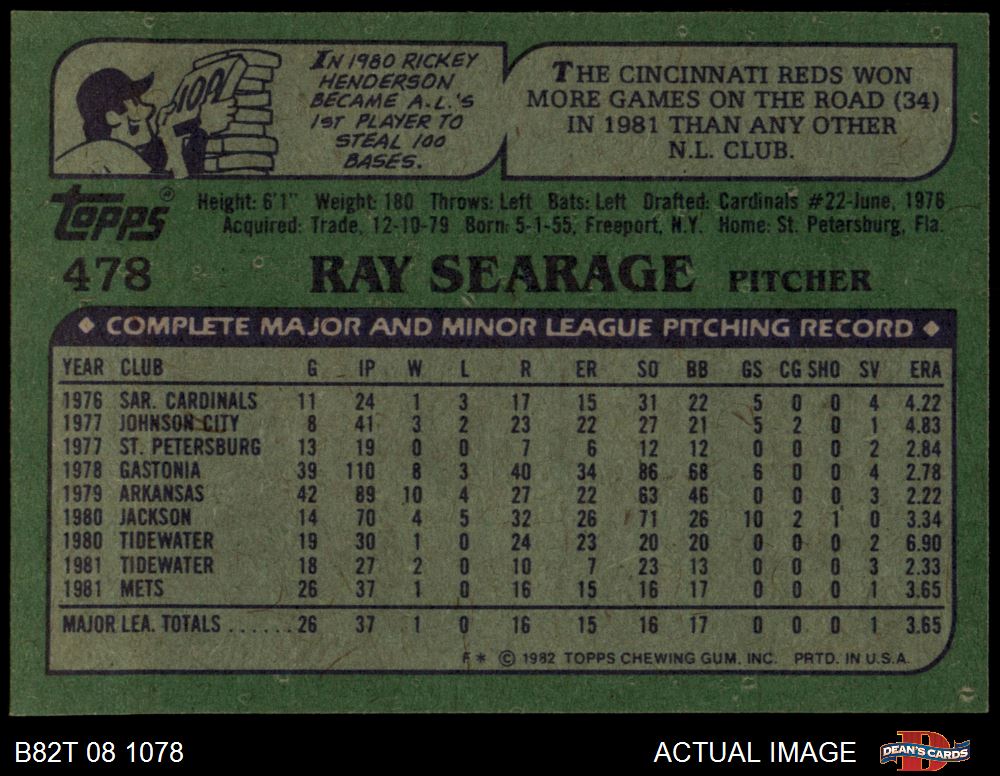 100
IN 1980 RICKEY
HENDERSON
BECAME A.L.'S
1ST PLAYER TO
STEAL 100
BASES.
THE CINCINNATI REDS WON
MORE GAMES ON THE ROAD (34)
IN 1981 THAN ANY OTHER
N.L. CLUB.
Topps®
Height: 6'1" Weight: 180 Throws: Left Bats: Left Drafted: Cardinals #22-June, 1976
Acquired: Trade, 12-10-79 Born: 5-1-55, Freeport, N.Y. Home: St. Petersburg, Fla.
478 RAY SEARAGE PITCHER
◆ COMPLETE MAJOR AND MINOR LEAGUE PITCHING RECORD ◆
YEAR CLUB G IP W L R ER SO BB GS CG SHO SV ERA
1976 SAR. CARDINALS 11 24 1 3 17 15 31 22 5 0 0 4 4.22
1977 JOHNSON CITY 8 41 3 2 23 22 27 21 5 2 0 1 4.83
1977 ST. PETERSBURG 13 19 0 0 7 6 12 12 0 0 0 2 2.84
1978 GASTONIA 39 110 8 3 40 34 86 68 6 0 0 4 2.78
1979 ARKANSAS 42 89 10 4 27 22 63 46 0 0 0 3 2.22
1980 JACKSON 14 70 4 5 32 26 71 26 10 2 1 0 3.34
1980 TIDEWATER 19 30 1 0 24 23 20 20 0 0 0 2 6.90
1981 TIDEWATER 18 27 2 0 10 7 23 13 0 0 0 3 2.33
1981 METS 26 37 1 0 16 15 16 17 0 0 0 1 3.65
MAJOR LEA. TOTALS ...... 26 37 1 0 16 15 16 17 0 0 0 1 3.65
F* © 1982 TOPPS CHEWING GUM, INC. PRTD. IN U.S.A.
B82T 08 1078
ACTUAL IMAGE
D
DEAN'S CARDS